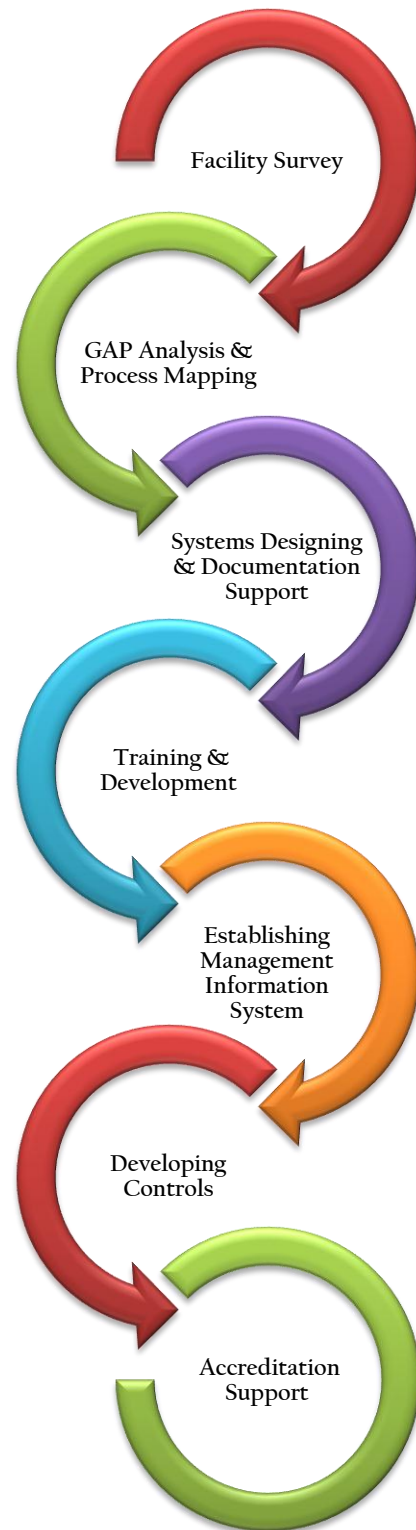 Facility Survey
GAP Analysis &
Process Mapping
Systems Designing
& Documentation
Support
Training &
Development
Establishing
Management
Information
System
Developing
Controls
Accreditation
Support